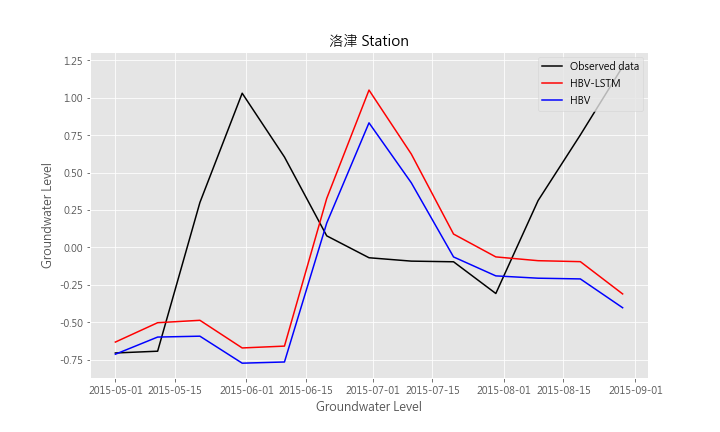 洛津 Station
Observed data
HBV-LSTM
HBV
1.25
1.00
0.75
0.50
0.25
0.00
-0.25
-0.50
-0.75
Groundwater Level
2015-05-01 2015-05-15 2015-06-01 2015-06-15 2015-07-01 2015-07-15 2015-08-01 2015-08-15 2015-09-01
Groundwater Level